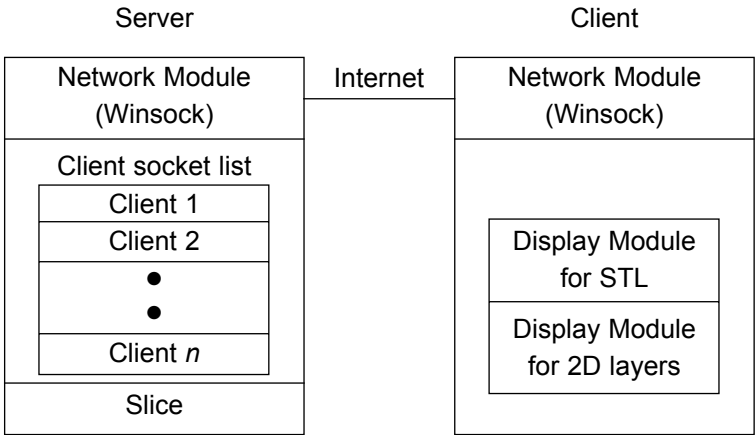 Server
Network Module
(Winsock)
Client socket list
Client 1
Client 2
Client n
Slice
Internet
Client
Network Module
(Winsock)
Display Module
for STL
Display Module
for 2D layers